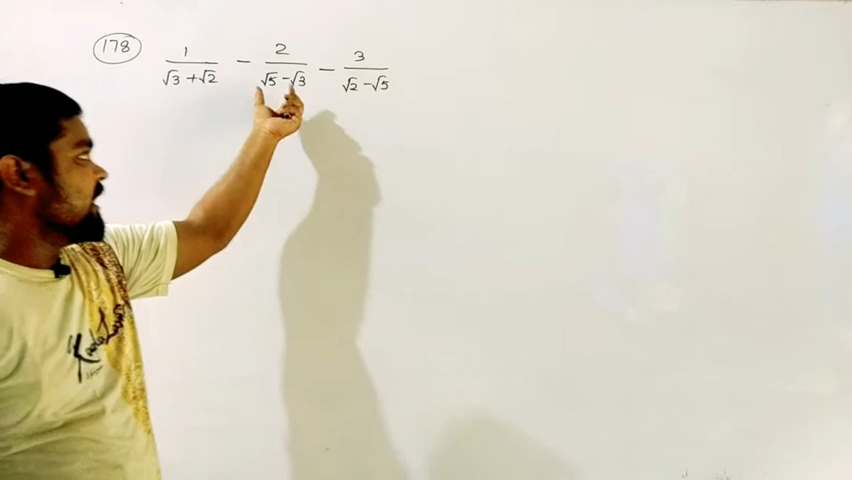 178
1/(√3 + √2) − 2/(√5 − √3) − 3/(√2 − √5)